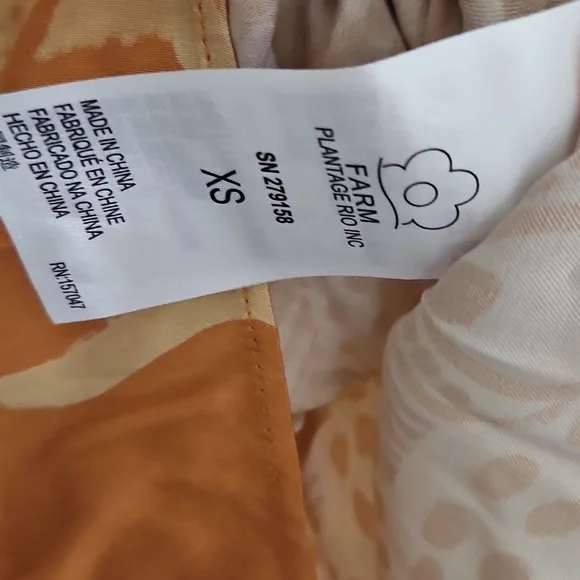 FARM
PLANTAGE RIO INC
SN 279158
XS
MADE IN CHINA
FABRIQUÉ EN CHINE
FABRICADO NA CHINA
HECHO EN CHINA
RN:157047